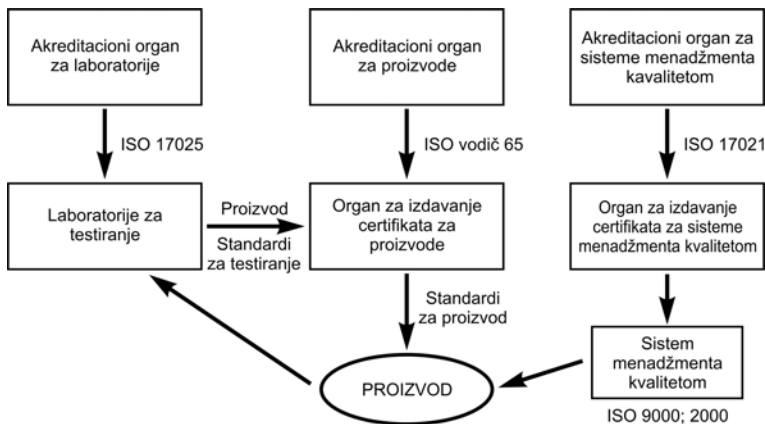 Akreditacioni organ
za laboratorije
Akreditacioni organ
za proizvode
Akreditacioni organ za
sisteme menadžmenta
kavalitetom
ISO 17025
ISO vodič 65
ISO 17021
Laboratorije za
testiranje
Proizvod
Standardi
za testiranje
Organ za izdavanje
certifikata za
proizvode
Organ za izdavanje
certifikata za sisteme
menadžmenta kvalitetom
Standardi
za proizvod
PROIZVOD
Sistem
menadžmenta
kvalitetom
ISO 9000; 2000